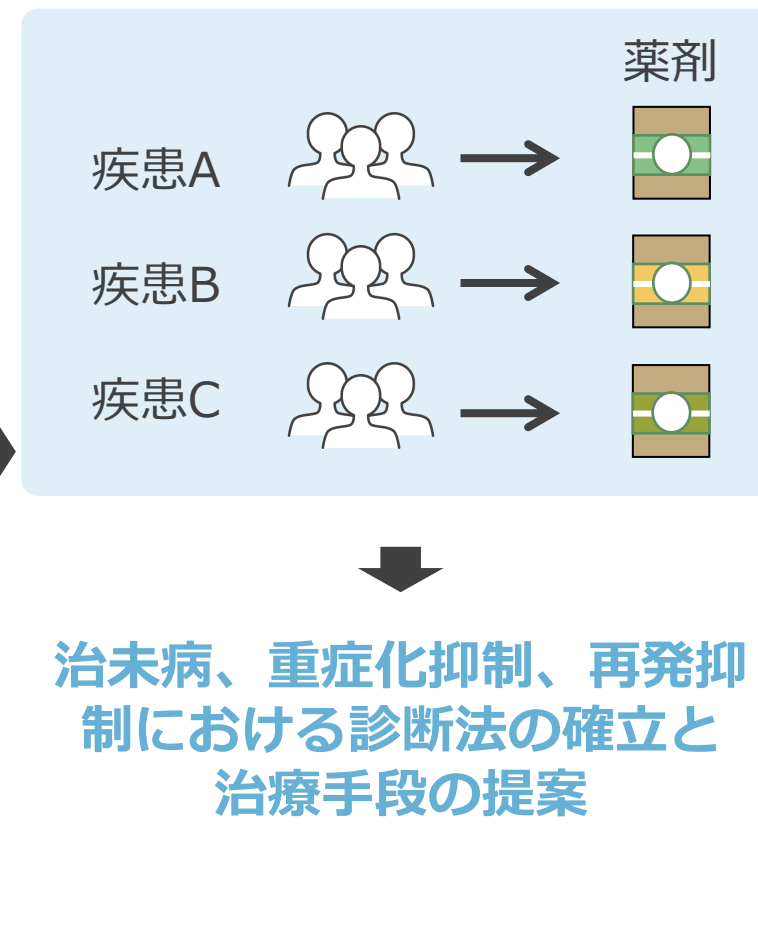 薬剤
疾患A
疾患B
疾患C
治未病、重症化抑制、再発抑
制における診断法の確立と
治療手段の提案